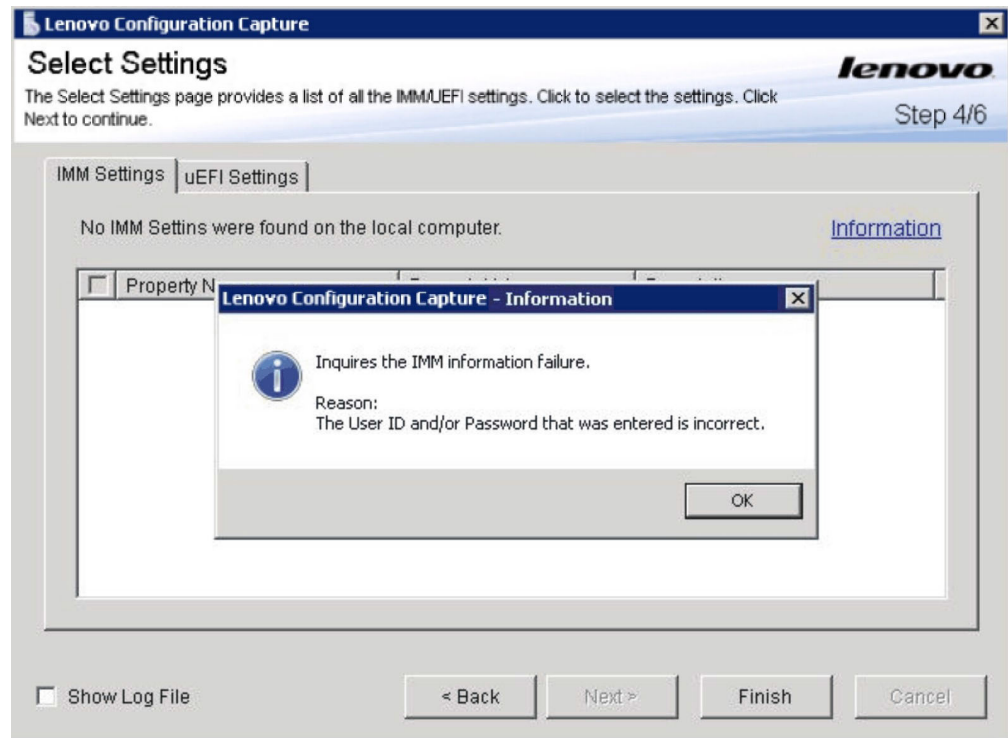 Lenovo Configuration Capture
Select Settings
lenovo
The Select Settings page provides a list of all the IMM/UEFI settings. Click to select the settings. Click
Next to continue.
Step 4/6
IMM Settings
uEFI Settings
No IMM Settins were found on the local computer.
Information
Property N
Lenovo Configuration Capture - Information
Inquires the IMM information failure.
Reason:
The User ID and/or Password that was entered is incorrect.
OK
Show Log File
< Back
Next >
Finish
Cancel